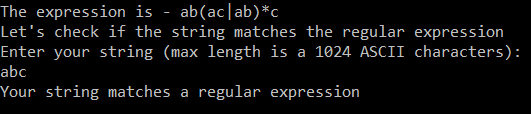 The expression is - ab(ac|ab)*c
Let's check if the string matches the regular expression
Enter your string (max length is a 1024 ASCII characters):
abc
Your string matches a regular expression